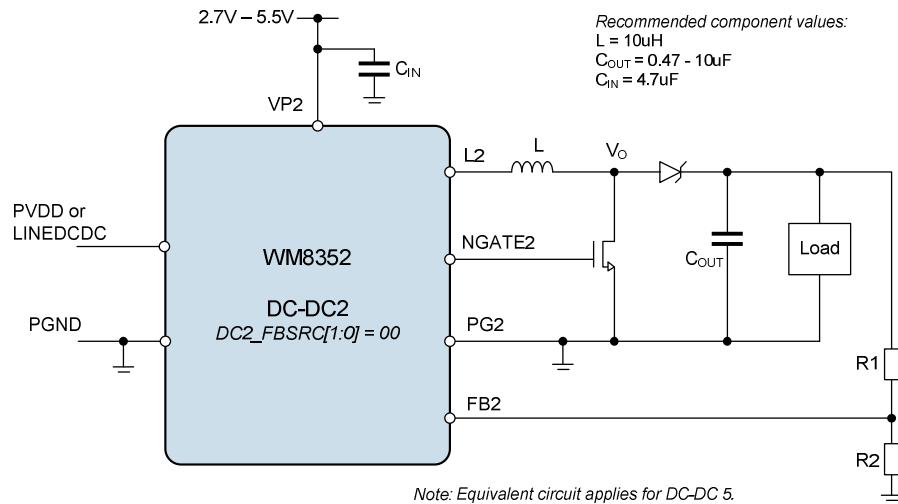 2.7V – 5.5V
Recommended component values:
L = 10uH
COUT = 0.47 - 10uF
CIN = 4.7uF
CIN
VP2
L2
L
VO
PVDD or
LINEDCDC
WM8352
NGATE2
COUT
Load
DC-DC2
DC2_FBSRC[1:0] = 00
PGND
PG2
R1
FB2
R2
Note: Equivalent circuit applies for DC-DC 5.